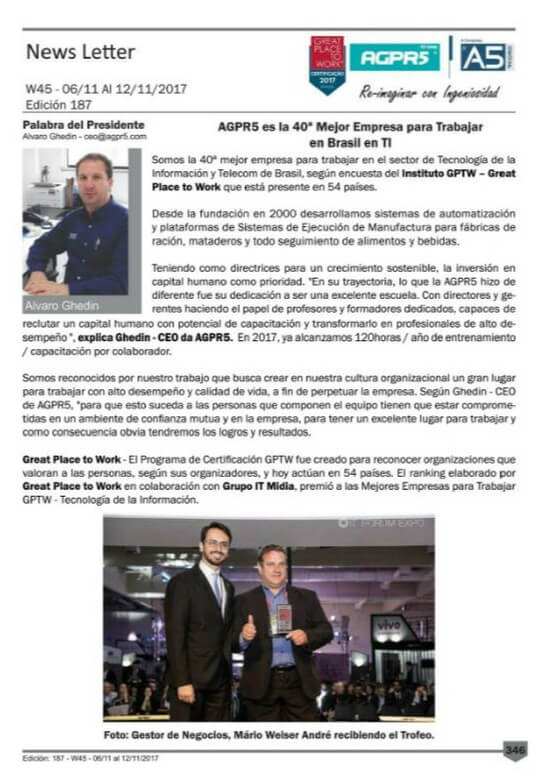 News Letter
W45 - 06/11 Al 12/11/2017
Edición 187
GREAT
PLACE
TO
WORK
CERTIFICAÇÃO
2017
AGPR5
A5
Re-imaginar con Ingeniosidad
Palabra del Presidente
Alvaro Ghedin - ceo@agpr5.com
Alvaro Ghedin
AGPR5 es la 40ª Mejor Empresa para Trabajar
en Brasil en TI
Somos la 40ª mejor empresa para trabajar en el sector de Tecnología de la
Información y Telecom de Brasil, según encuesta del Instituto GPTW – Great
Place to Work que está presente en 54 países.
Desde la fundación en 2000 desarrollamos sistemas de automatización
y plataformas de Sistemas de Ejecución de Manufactura para fábricas de
ración, mataderos y todo seguimiento de alimentos y bebidas.
Teniendo como directrices para un crecimiento sostenible, la inversión en
capital humano como prioridad. "En su trayectoria, lo que la AGPR5 hizo de
diferente fue su dedicación a ser una excelente escuela. Con directores y ge-
rentes haciendo el papel de profesores y formadores dedicados, capaces de
reclutar un capital humano con potencial de capacitación y transformarlo en profesionales de alto de-
sempeño ", explica Ghedin - CEO da AGPR5. En 2017, ya alcanzamos 120horas / año de entrenamiento
/ capacitación por colaborador.
Somos reconocidos por nuestro trabajo que busca crear en nuestra cultura organizacional un gran lugar
para trabajar con alto desempeño y calidad de vida, a fin de perpetuar la empresa. Según Ghedin - CEO
de AGPR5, "para que esto suceda a las personas que componen el equipo tienen que estar comprome-
tidas en un ambiente de confianza mutua y en la empresa, para tener un excelente lugar para trabajar y
como consecuencia obvia tendremos los logros y resultados.
Great Place to Work - El Programa de Certificación GPTW fue creado para reconocer organizaciones que
valoran a las personas, según sus organizadores, y hoy actúan en 54 países. El ranking elaborado por
Great Place to Work en colaboración con Grupo IT Midia, premió a las Mejores Empresas para Trabajar
GPTW - Tecnología de la Información.
IT FORUM EXPO
vivo
Foto: Gestor de Negocios, Mário Weiser André recibiendo el Trofeo.
346
Edición: 187 - W45 - 06/11 al 12/11/2017